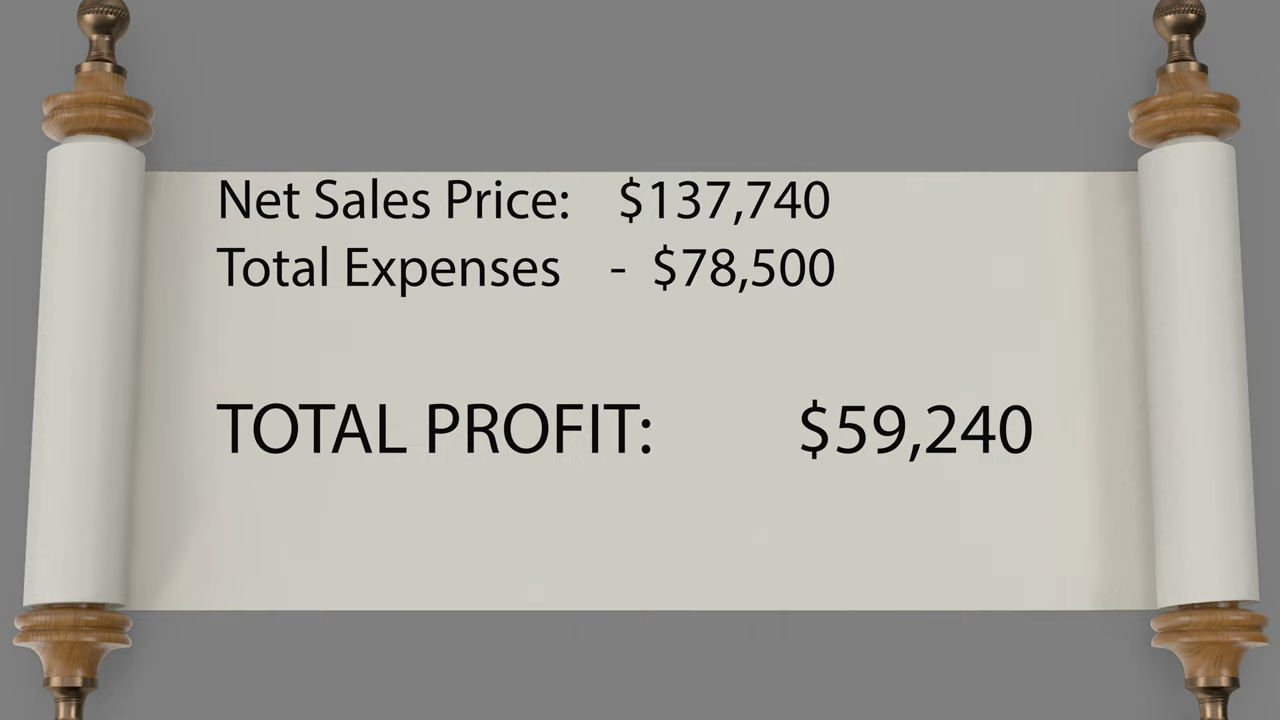 Net Sales Price: $137,740
Total Expenses - $78,500
TOTAL PROFIT: $59,240